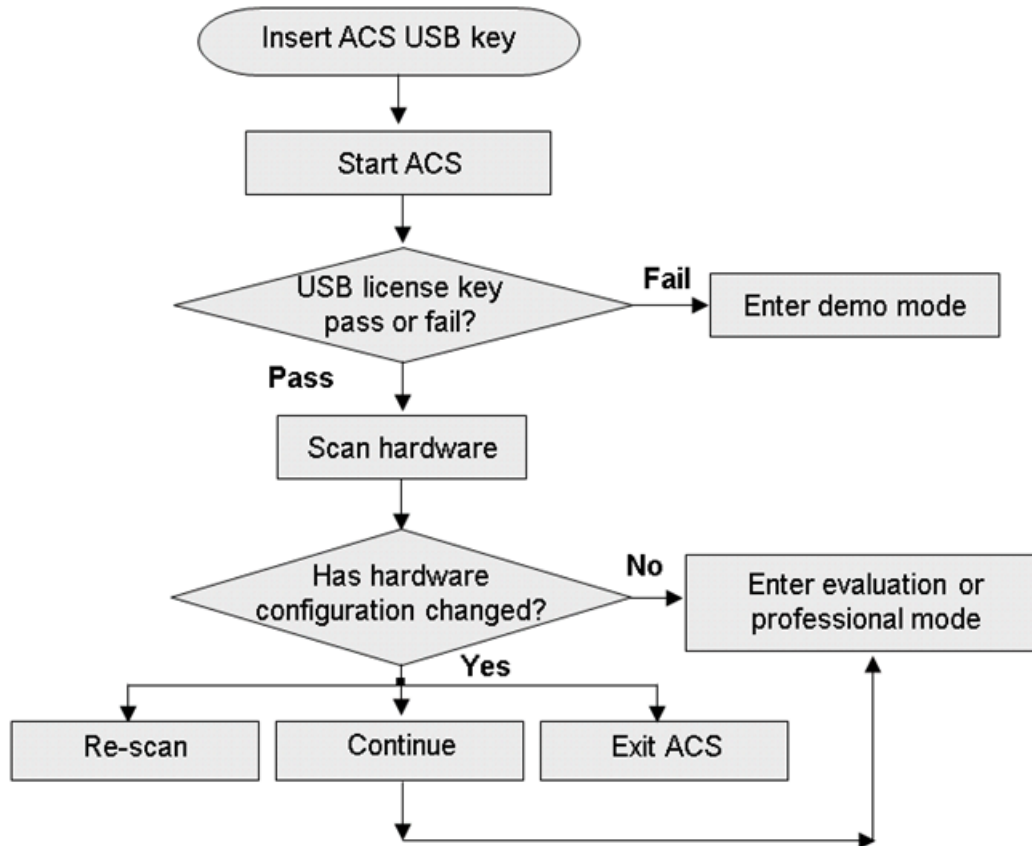 Insert ACS USB key
Start ACS
USB license key
pass or fail?
Fail
Enter demo mode
Pass
Scan hardware
Has hardware
configuration changed?
No
Enter evaluation or
professional mode
Yes
Re-scan
Continue
Exit ACS